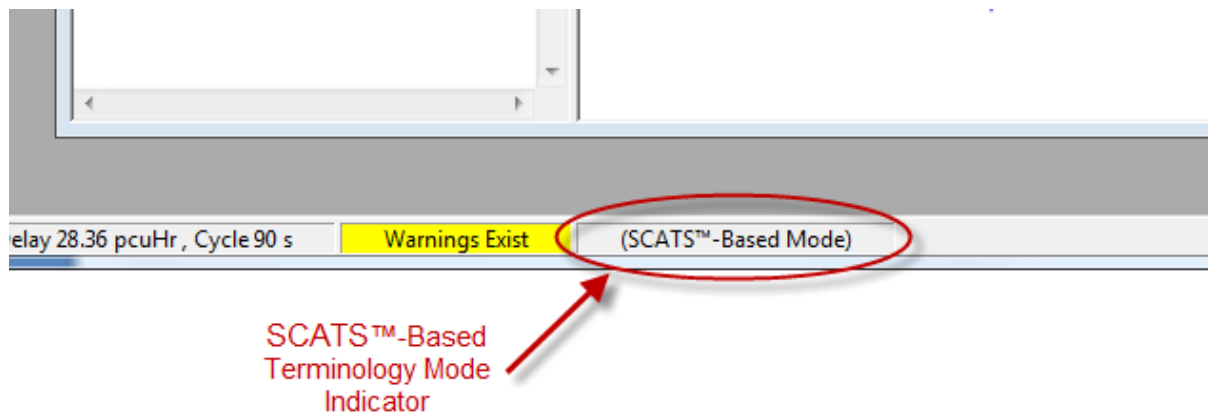 elay 28.36 pcuHr , Cycle 90 s Warnings Exist (SCATS™-Based Mode)
SCATS™-Based
Terminology Mode
Indicator